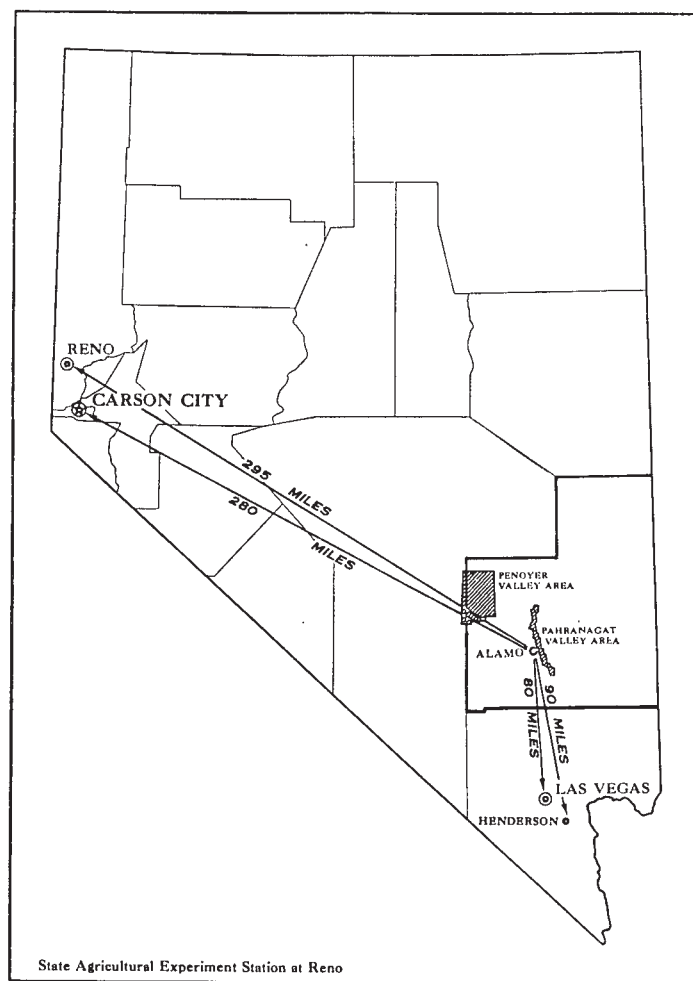 RENO
CARSON CITY
295 MILES
280 MILES
PENOYER
VALLEY AREA
PAHRANAGAT
VALLEY AREA
ALAMO
80 MILES
90 MILES
LAS VEGAS
HENDERSON
State Agricultural Experiment Station at Reno